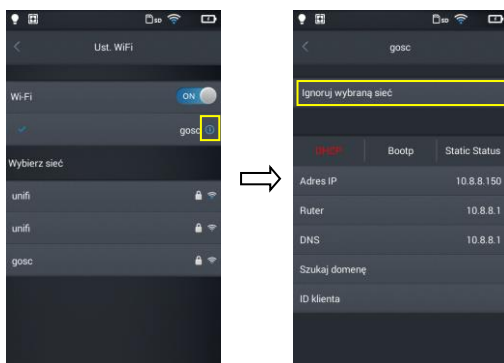 SD
Ust. WiFi
Wi-Fi
ON
gosc
Wybierz sieć
unifi
unifi
gosc
SD
gosc
Ignoruj wybraną sieć
DHCP Bootp Static Status
Adres IP 10.8.8.150
Ruter 10.8.8.1
DNS 10.8.8.1
Szukaj domenę
ID klienta